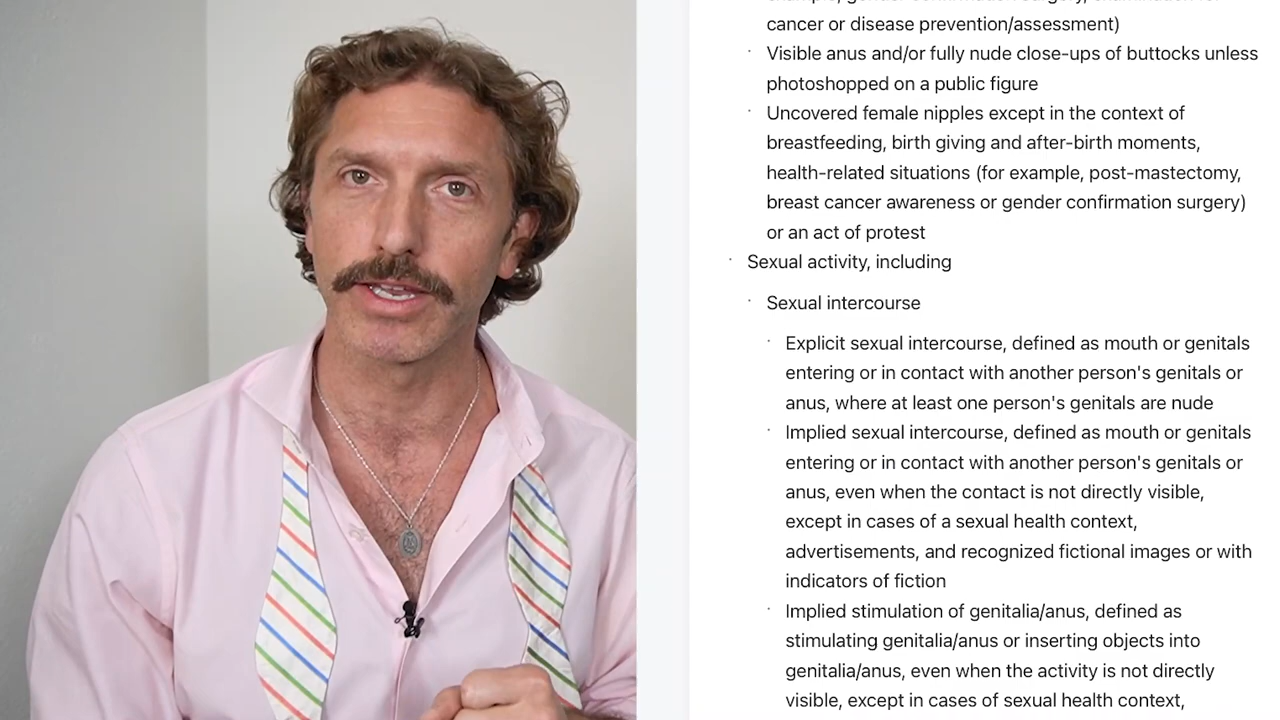 cancer or disease prevention/assessment)
Visible anus and/or fully nude close-ups of buttocks unless
photoshopped on a public figure
Uncovered female nipples except in the context of
breastfeeding, birth giving and after-birth moments,
health-related situations (for example, post-mastectomy,
breast cancer awareness or gender confirmation surgery)
or an act of protest
Sexual activity, including
Sexual intercourse
Explicit sexual intercourse, defined as mouth or genitals
entering or in contact with another person's genitals or
anus, where at least one person's genitals are nude
Implied sexual intercourse, defined as mouth or genitals
entering or in contact with another person's genitals or
anus, even when the contact is not directly visible,
except in cases of a sexual health context,
advertisements, and recognized fictional images or with
indicators of fiction
Implied stimulation of genitalia/anus, defined as
stimulating genitalia/anus or inserting objects into
genitalia/anus, even when the activity is not directly
visible, except in cases of sexual health context,